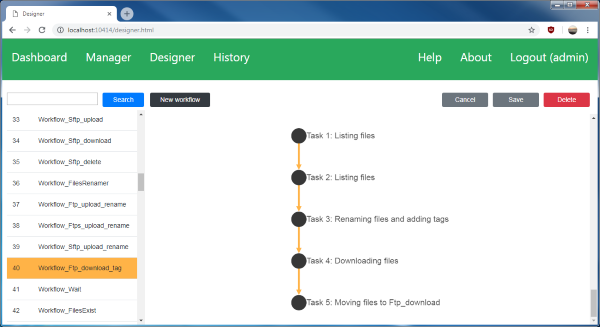 Designer
localhost:10414/designer.html
Dashboard Manager Designer History Help About Logout (admin)
Search New workflow Cancel Save Delete
33 Workflow_Sftp_upload
34 Workflow_Sftp_download
35 Workflow_Sftp_delete
36 Workflow_FilesRenamer
37 Workflow_Ftp_upload_rename
38 Workflow_Ftps_upload_rename
39 Workflow_Sftp_upload_rename
40 Workflow_Ftp_download_tag
41 Workflow_Wait
42 Workflow_FilesExist
Task 1: Listing files
Task 2: Listing files
Task 3: Renaming files and adding tags
Task 4: Downloading files
Task 5: Moving files to Ftp_download